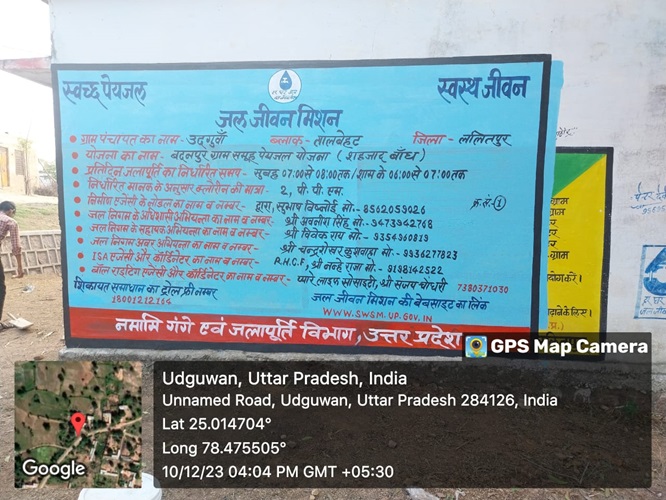 स्वच्छ पेयजल
स्वस्थ जीवन
जल जीवन मिशन
ग्राम पंचायत का नाम - उदगुवाँ ब्लाक - तालबेहट जिला - ललितपुर
योजना का नाम - बदनपुर ग्राम समूह पेयजल योजना (शहजाद बाँध)
प्रतिदिन जलापूर्ति का निर्धारित समय - सुबह 07:00 से 08:00 तक / शाम के 06:00 से 07:00 तक
निर्धारित मानक के अनुसार क्लोरीन की मात्रा - 2, पी. पी. एम.
निर्माण एजेन्सी के नोडल का नाम व नम्बर - द्वारा, सुभाष बिष्नोई मो - 8502059026 क्र.सं. 1
जल निगम के अधिशाषी अभियन्ता का नाम व नम्बर - श्री अवनीश सिंह मो - 9473942768
जल निगम के सहायक अभियन्ता का नाम व नम्बर - श्री विवेक राय मो - 9354360819
जल निगम अवर अभियन्ता का नाम व नम्बर - श्री चन्द्रशेखर कुशवाहा मो - 9936277823
ISA एजेन्सी और कॉर्डिनेटर का नाम व नम्बर - R.H.C.F, श्री नन्हे राजा मो - 9198142522
वॉल राइटिंग एजेन्सी और कॉर्डिनेटर का नाम व नम्बर - प्योर लाइफ सोसाइटी, श्री संजय चौधरी 7380371030
शिकायत समाधान का टोल फ्री नम्बर
18001212164
जल जीवन मिशन की बेबसाइट का लिंक
WWW.SWSM.UP.GOV.IN
नमामि गंगे एवं जलापूर्ति विभाग, उत्तर प्रदेश
GPS Map Camera
Udguwan, Uttar Pradesh, India
Unnamed Road, Udguwan, Uttar Pradesh 284126, India
Lat 25.014704°
Long 78.475505°
10/12/23 04:04 PM GMT +05:30
Google